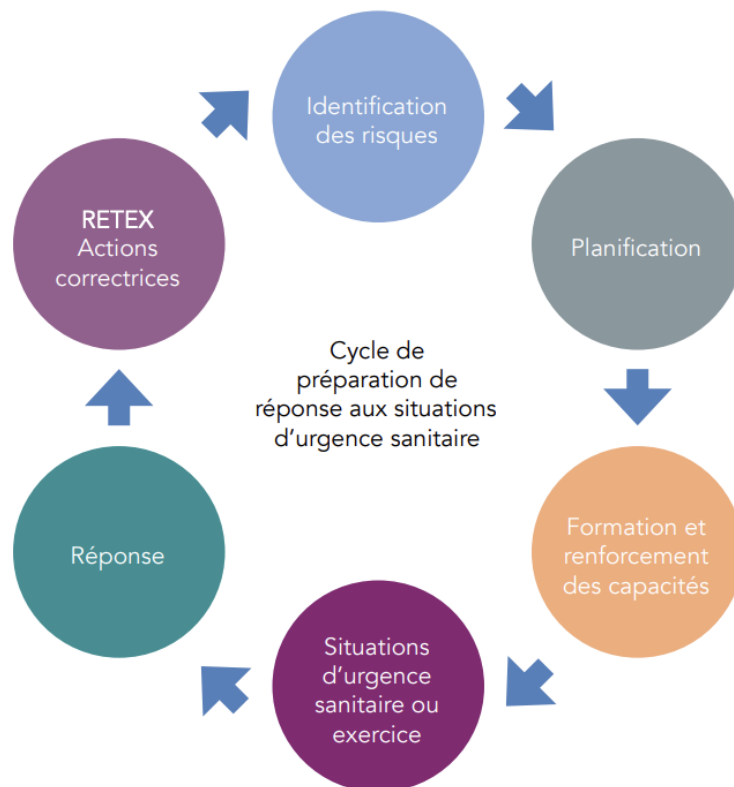 Identification
des risques
Planification
Formation et
renforcement
des capacités
Situations
d'urgence
sanitaire ou
exercice
Réponse
RETEX
Actions
correctrices
Cycle de
préparation de
réponse aux situations
d'urgence sanitaire